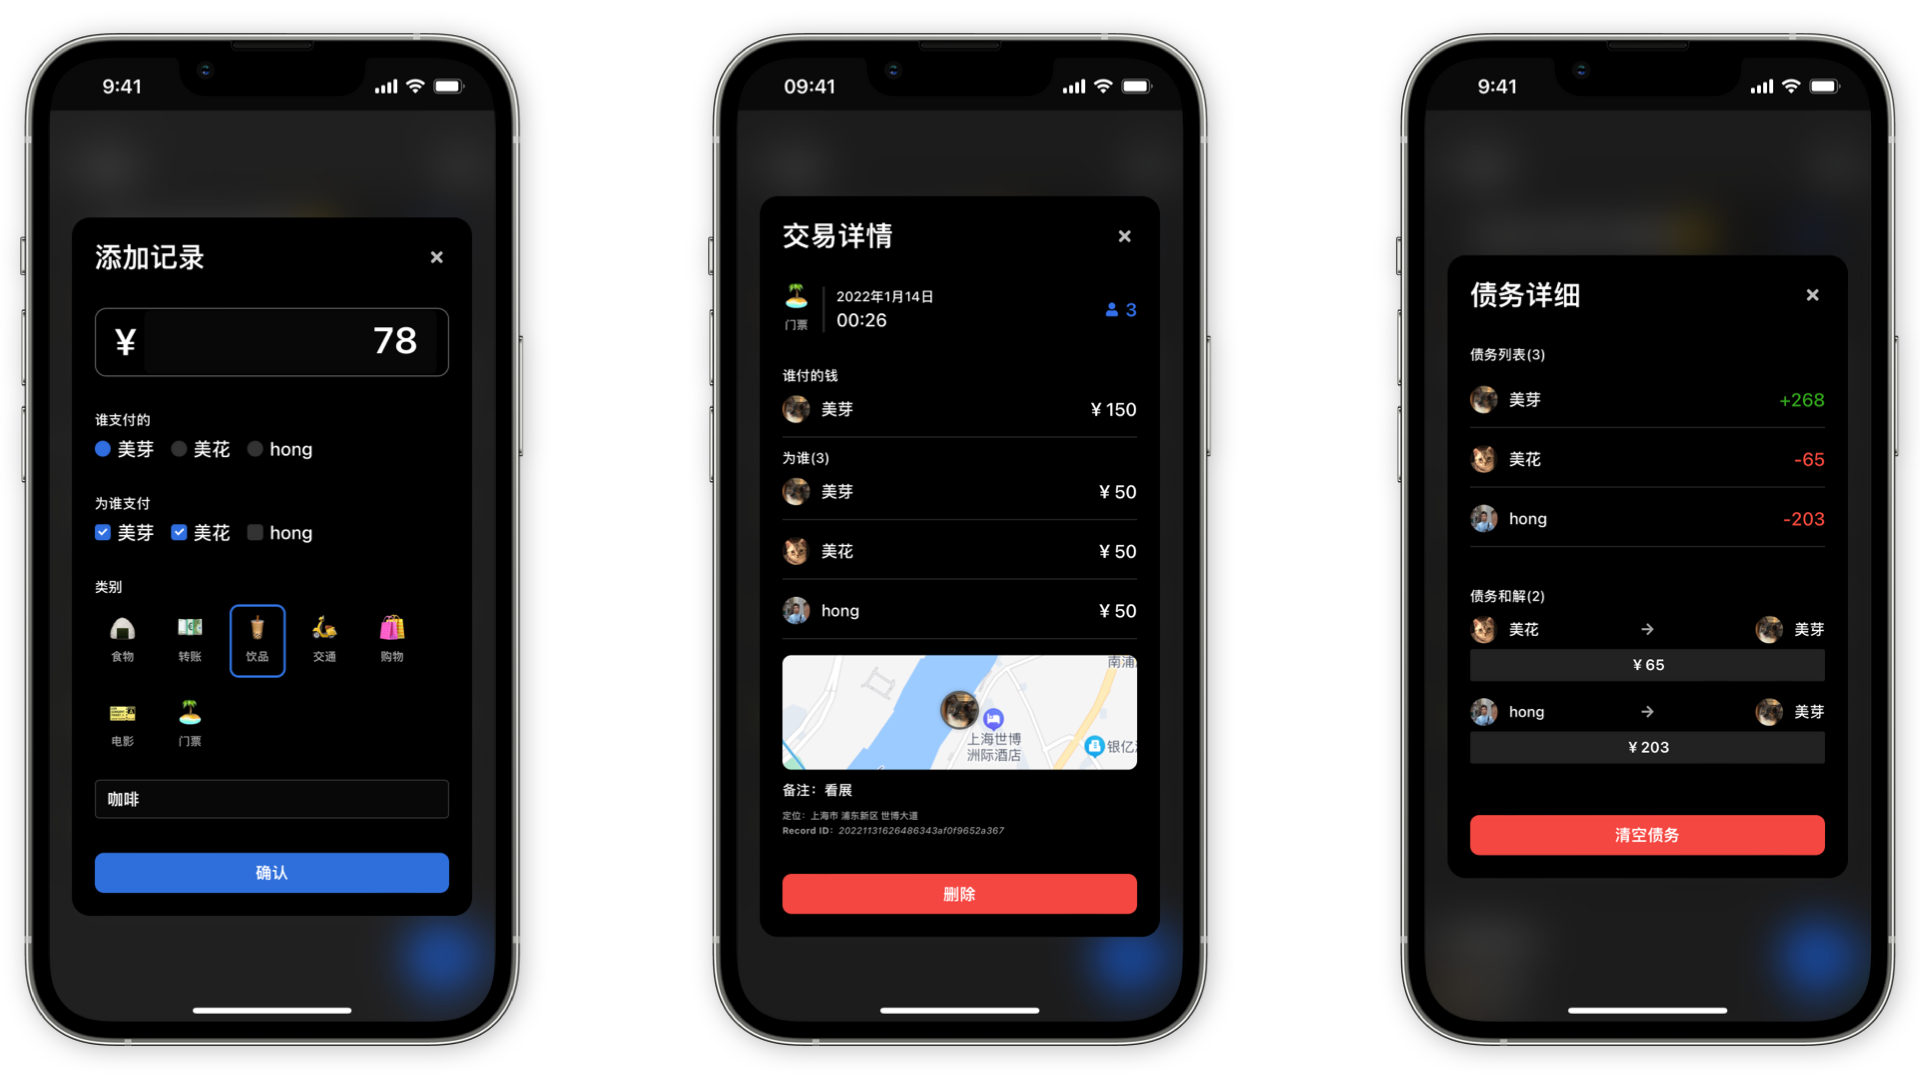 9:41
添加记录
×
¥ 78
谁支付的
美芽 美花 hong
为谁支付
美芽 美花 hong
类别
食物 转账 饮品 交通 购物
电影 门票
咖啡
确认
09:41
交易详情
×
2022年1月14日
门票
00:26
3
谁付的钱
美芽 ¥ 150
为谁(3)
美芽 ¥ 50
美花 ¥ 50
hong ¥ 50
南浦
上海世博
洲际酒店
银亿
备注：看展
定位：上海市 浦东新区 世博大道
Record ID：20221131626486343af0f9652a367
删除
9:41
债务详细
×
债务列表(3)
美芽 +268
美花 -65
hong -203
债务和解(2)
美花 → 美芽
¥ 65
hong → 美芽
¥ 203
清空债务